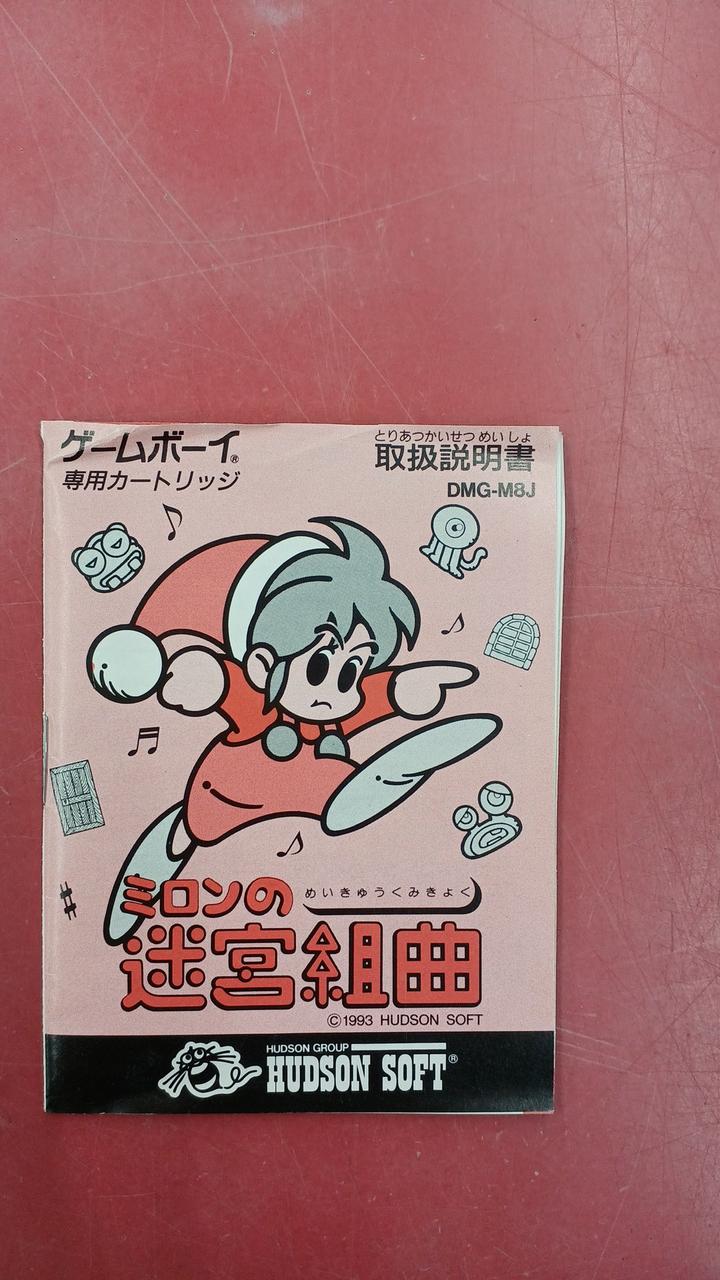 ゲームボーイ®
専用カートリッジ
とりあつかいせつめいしょ
取扱説明書
DMG-M8J
ミロンの
めいきゅうくみきょく
迷宮組曲
©1993 HUDSON SOFT
HUDSON GROUP
HUDSON SOFT®